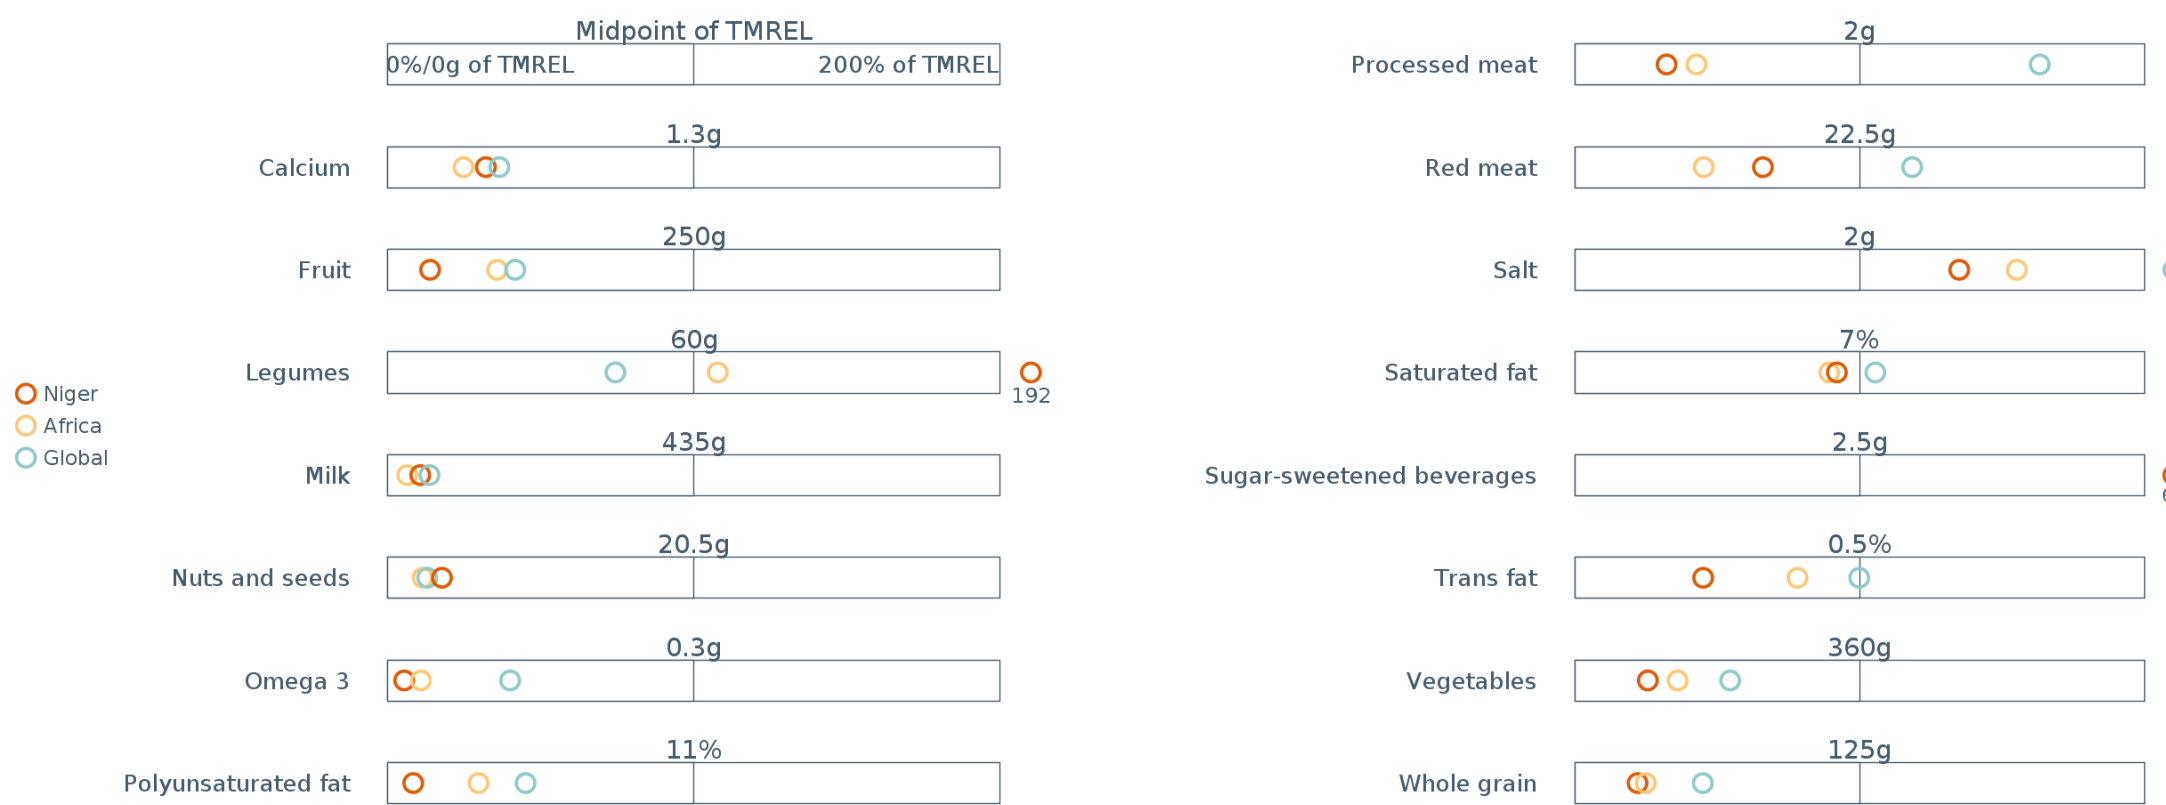 Midpoint of TMREL
0%/0g of TMREL
200% of TMREL
Calcium
1.3g
Fruit
250g
Legumes
60g
192
Milk
435g
Nuts and seeds
20.5g
Omega 3
0.3g
Polyunsaturated fat
11%
Niger
Africa
Global
Processed meat
2g
Red meat
22.5g
Salt
2g
Saturated fat
7%
Sugar-sweetened beverages
2.5g
Trans fat
0.5%
Vegetables
360g
Whole grain
125g